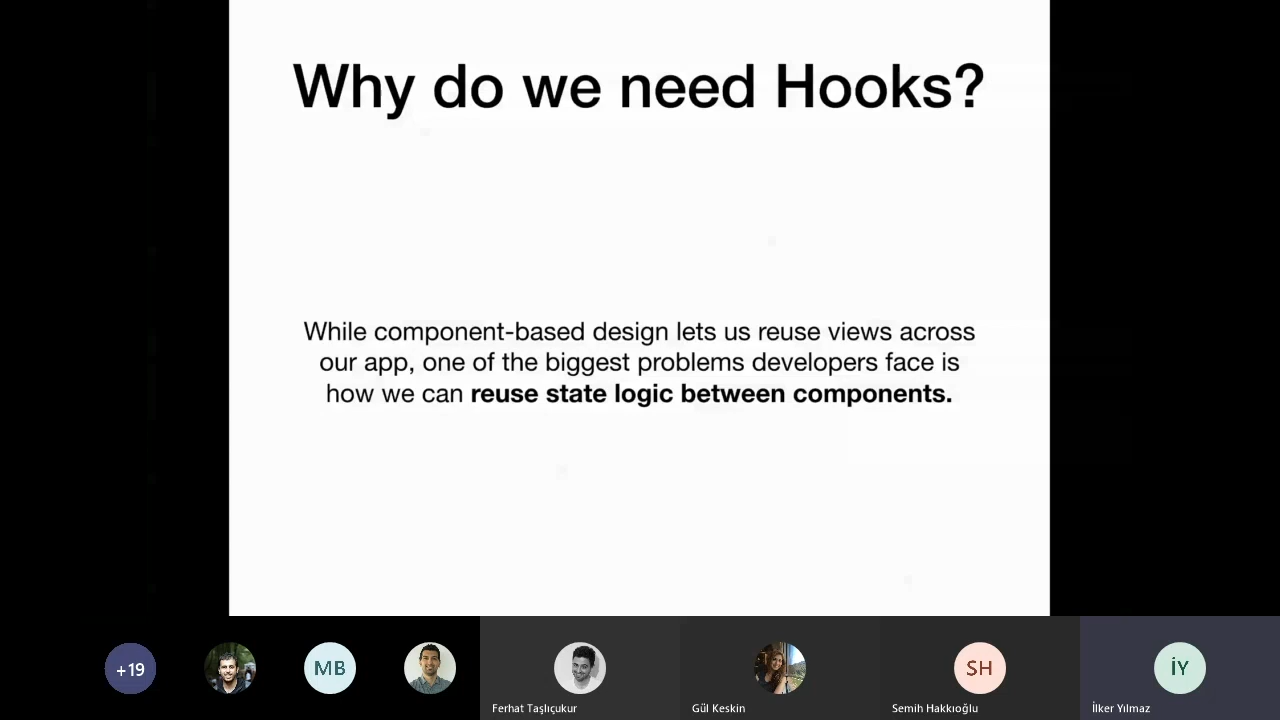 Why do we need Hooks?
While component-based design lets us reuse views across
our app, one of the biggest problems developers face is
how we can reuse state logic between components.
+19
MB
SH
İY
Ferhat Taşlıçukur
Gül Keskin
Semih Hakkıoğlu
İlker Yılmaz